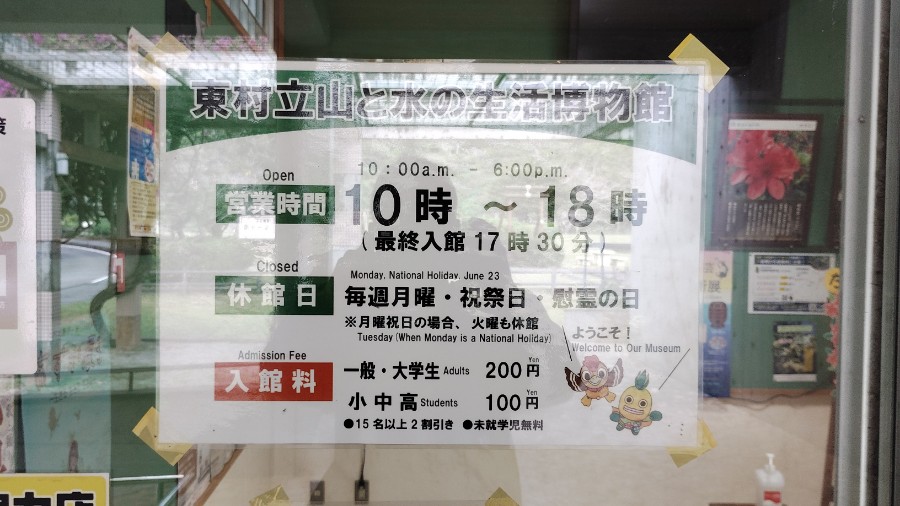 東村立山と水の生活博物館
Open
10:00a.m. - 6:00p.m.
営業時間
10時 ~ 18時
(最終入館17時30分)
Closed
Monday, National Holiday, June 23
休館日
毎週月曜・祝祭日・慰霊の日
※月曜祝日の場合、火曜も休館
Tuesday(When Monday is a National Holiday)
ようこそ!
Welcome to Our Museum
Admission Fee
入館料
一般・大学生 Adults 200円 Yen
小中高 Students 100円 Yen
●15名以上2割引き ●未就学児無料